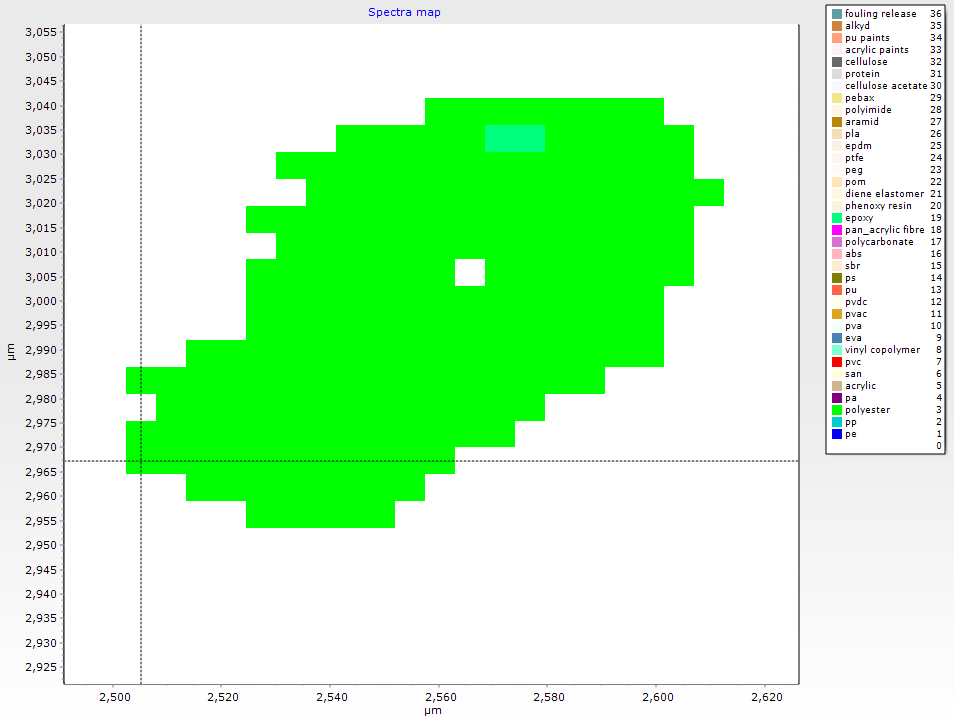 Spectra map
3,055
3,050
3,045
3,040
3,035
3,030
3,025
3,020
3,015
3,010
3,005
3,000
2,995
2,990
2,985
2,980
2,975
2,970
2,965
2,960
2,955
2,950
2,945
2,940
2,935
2,930
2,925
µm
2,500 2,520 2,540 2,560 2,580 2,600 2,620
µm
fouling release 36
alkyd 35
pu paints 34
acrylic paints 33
cellulose 32
protein 31
cellulose acetate 30
pebax 29
polyimide 28
aramid 27
pla 26
epdm 25
ptfe 24
peg 23
pom 22
diene elastomer 21
phenoxy resin 20
epoxy 19
pan_acrylic fibre 18
polycarbonate 17
abs 16
sbr 15
ps 14
pu 13
pvdc 12
pvac 11
pva 10
eva 9
vinyl copolymer 8
pvc 7
san 6
acrylic 5
pa 4
polyester 3
pp 2
pe 1
0